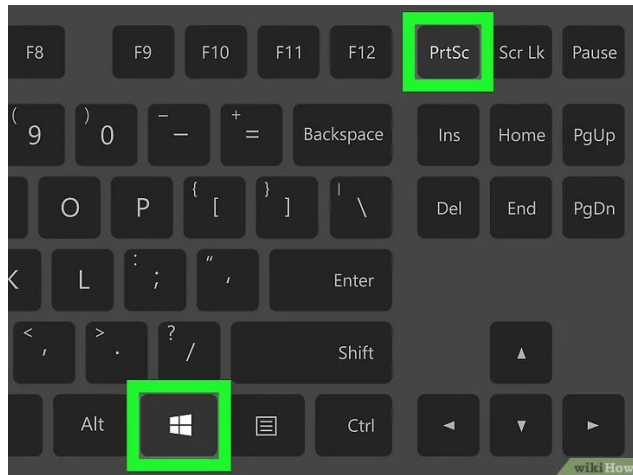 F8 F9 F10 F11 F12 PrtSc Scr Lk Pause
( ) _ +
9 0 - = Backspace Ins Home PgUp
{ } |
O P [ ] \ Del End PgDn
: "
K L ; ' Enter
< > ?
, . / Shift
Alt Ctrl
wikiHow